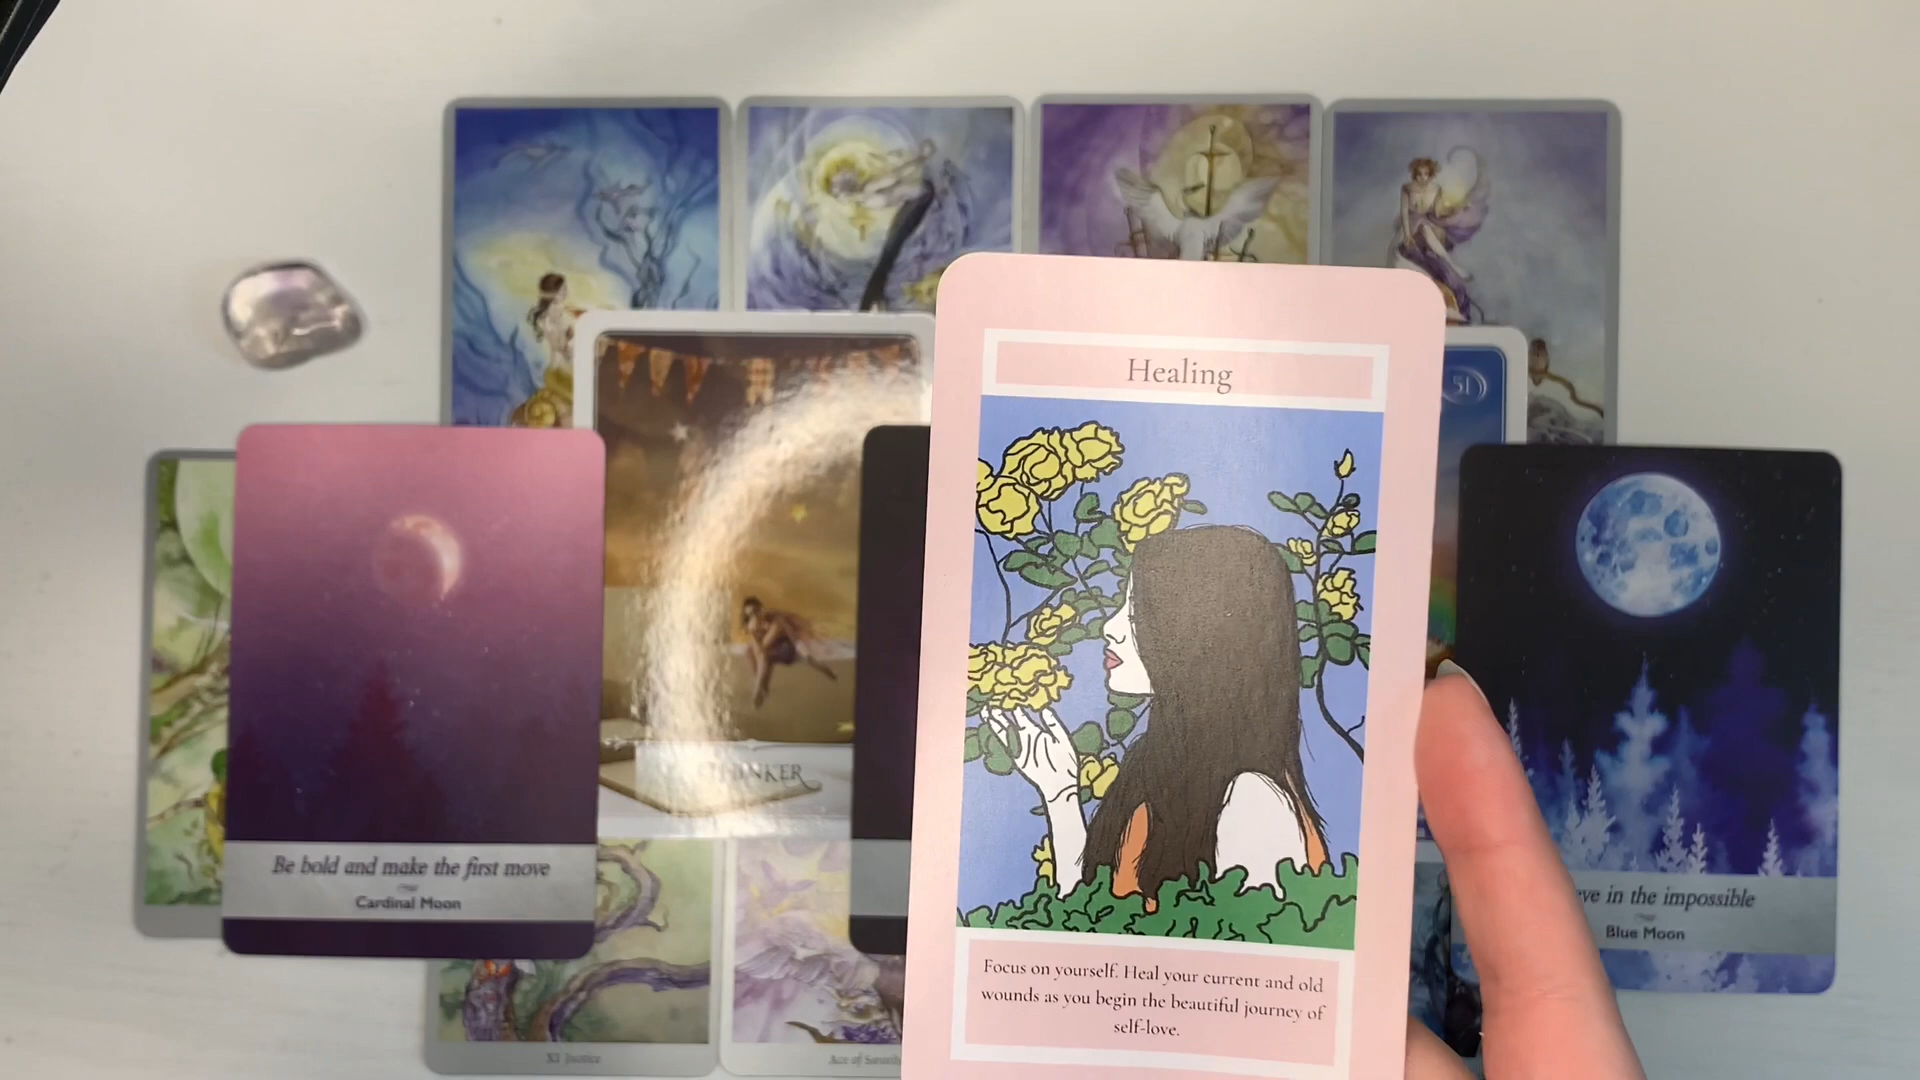 51
Healing
THINKER
Be bold and make the first move
Cardinal Moon
ve in the impossible
Blue Moon
Focus on yourself. Heal your current and old
wounds as you begin the beautiful journey of
self-love.
XI Justice
Ace of